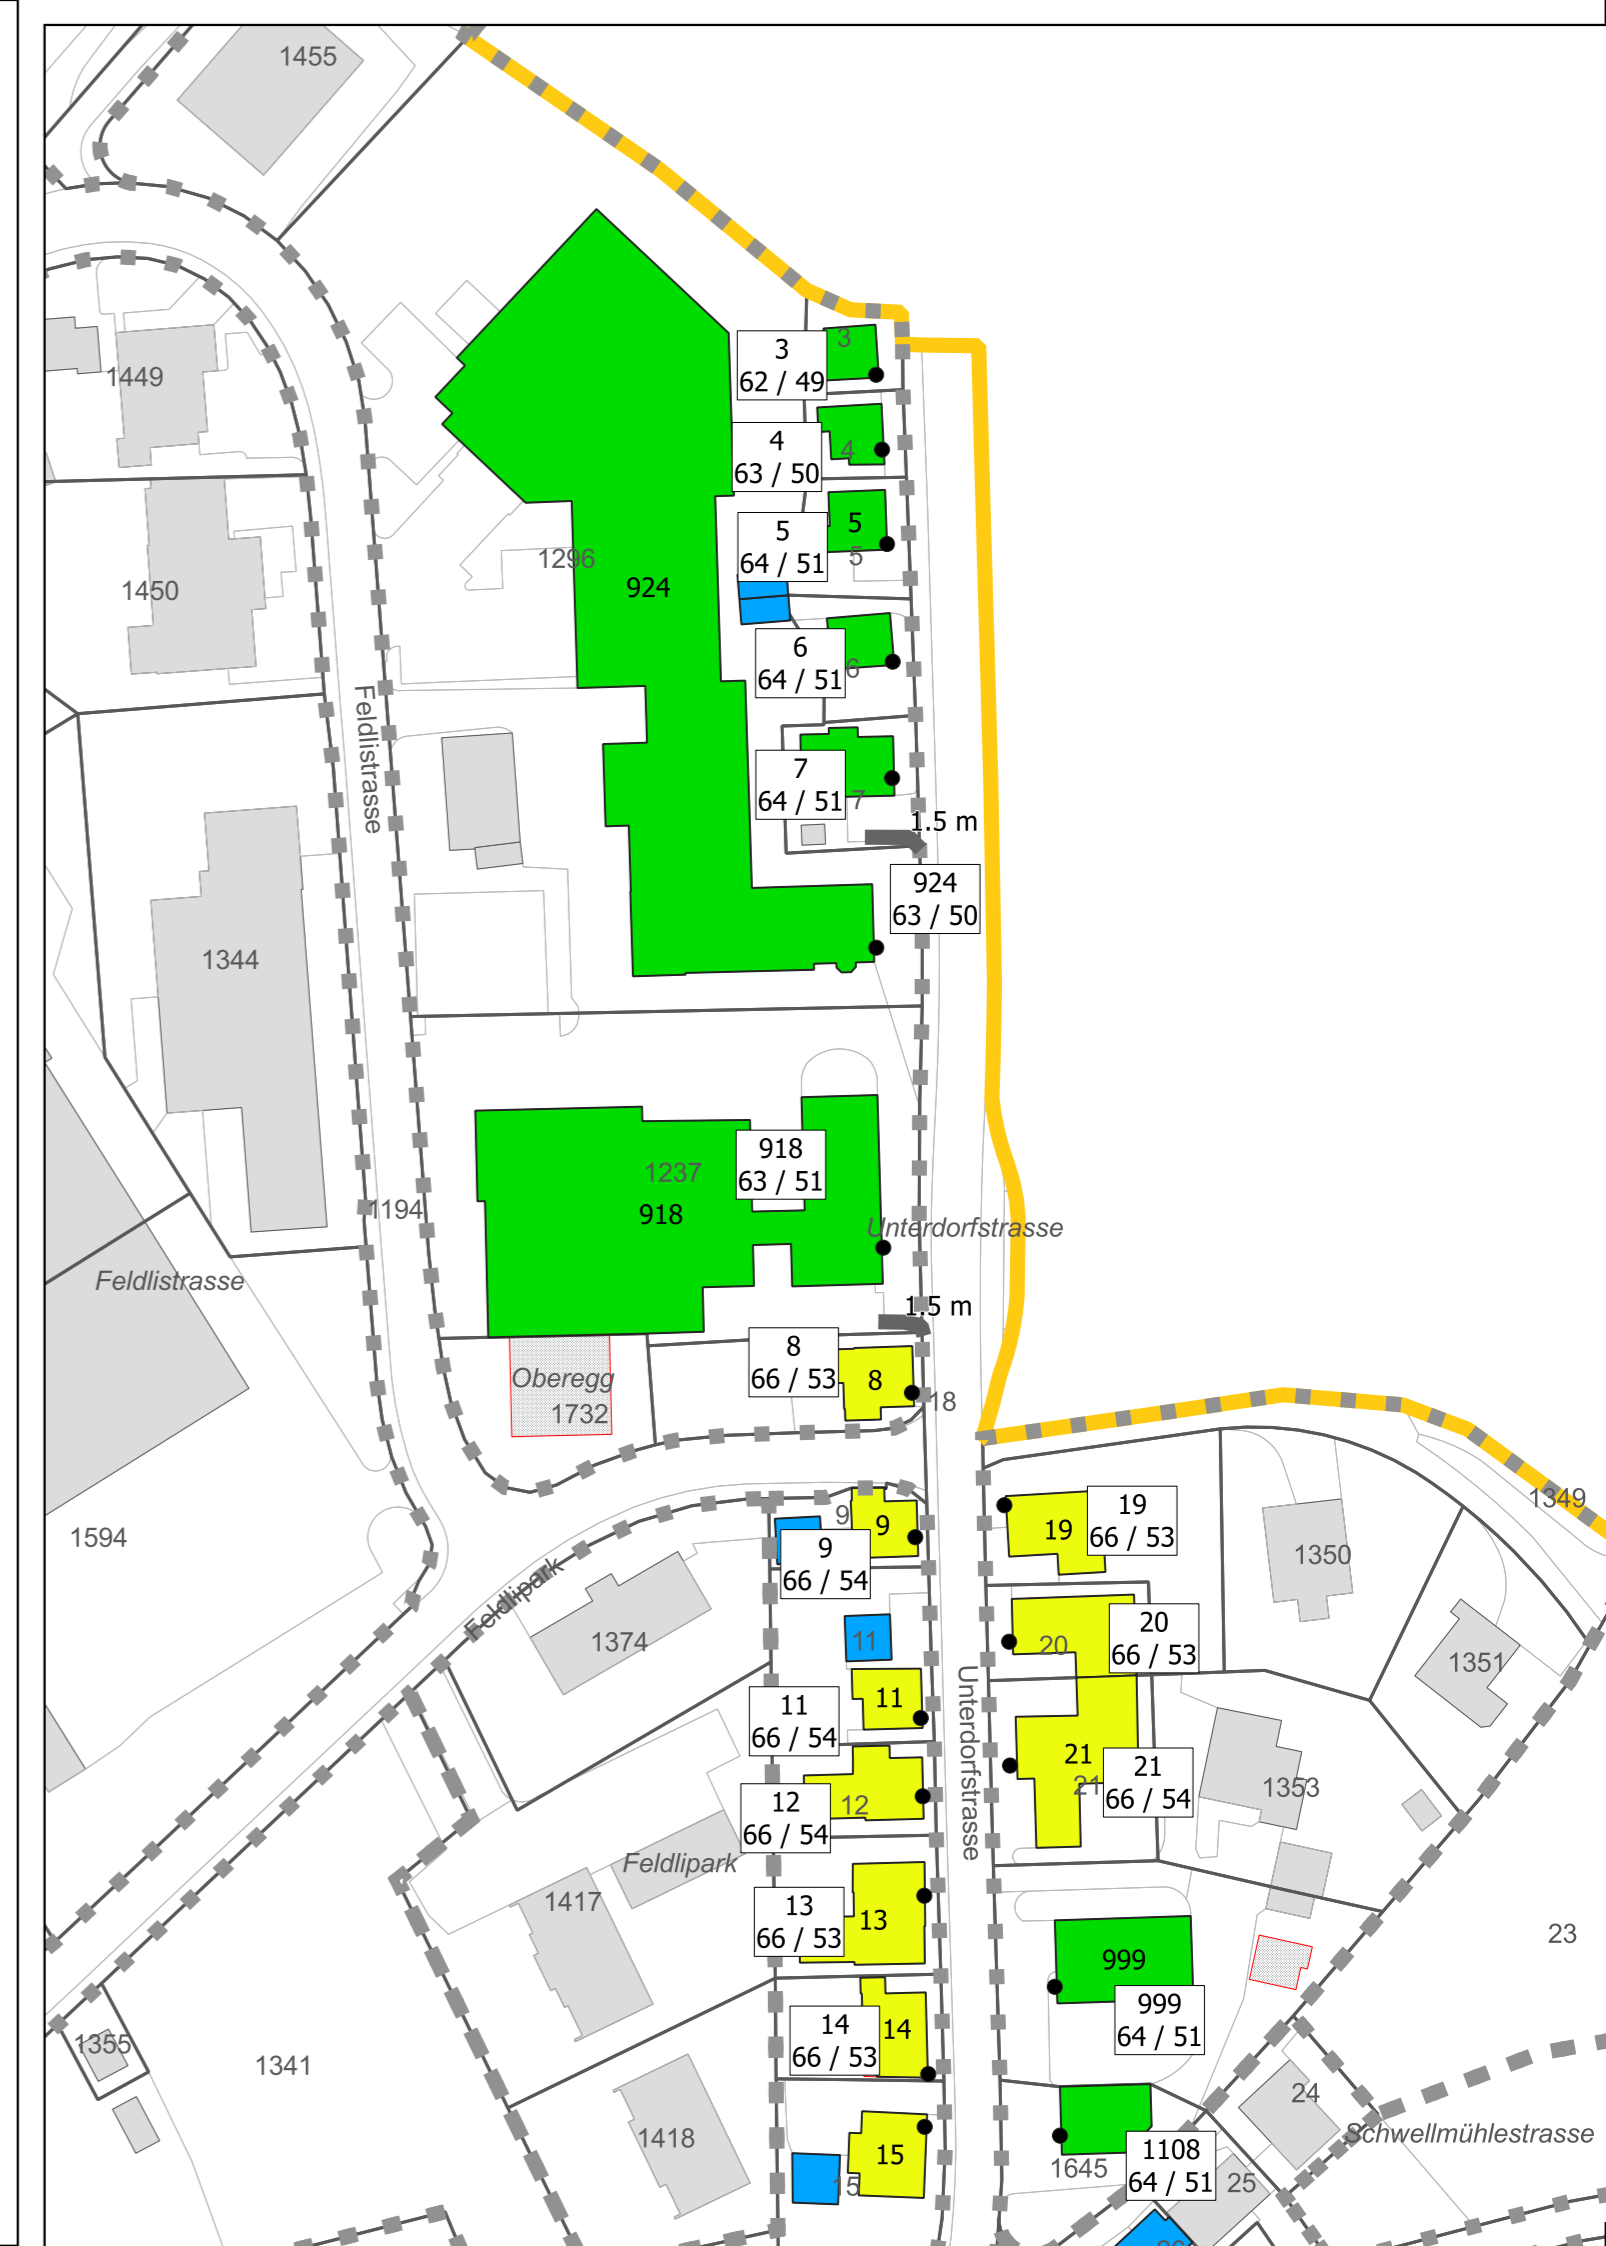 1455
3
3
62 / 49
1449
4
63 / 50
4
5
5
64 / 51
5
1296
924
1450
6
64 / 51
6
Feldlistrasse
7
64 / 51
7
1.5 m
924
63 / 50
1344
918
63 / 51
1237
918
1194
Unterdorfstrasse
Feldlistrasse
1.5 m
8
66 / 53
8
Oberegg
18
1732
19
66 / 53
19
1349
9
9
9
66 / 54
1594
1350
Feldlipark
1374
11
20
66 / 53
20
1351
11
11
66 / 54
Unterdorfstrasse
21
21
66 / 54
21
1353
12
66 / 54
12
Feldlipark
1417
13
66 / 53
13
23
999
999
64 / 51
14
66 / 53
14
1355
1341
24
Schwellmühlestrasse
1418
15
15
1108
64 / 51
1645
25